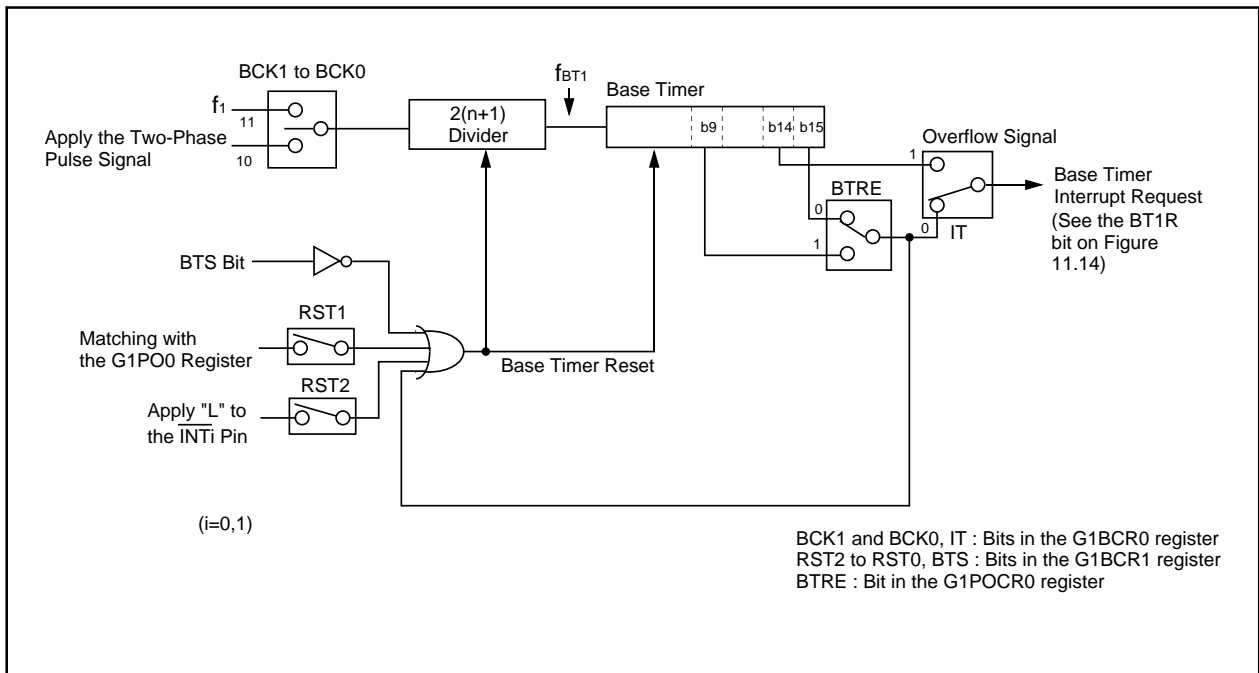 BCK1 to BCK0
f1
11
Apply the Two-Phase
Pulse Signal
10
2(n+1)
Divider
fBT1
Base Timer
b9
b14
b15
Overflow Signal
1
0
IT
Base Timer
Interrupt Request
(See the BT1R
bit on Figure
11.14)
BTRE
0
1
BTS Bit
RST1
Matching with
the G1PO0 Register
RST2
Apply "L" to
the INTi Pin
Base Timer Reset
(i=0,1)
BCK1 and BCK0, IT : Bits in the G1BCR0 register
RST2 to RST0, BTS : Bits in the G1BCR1 register
BTRE : Bit in the G1POCR0 register